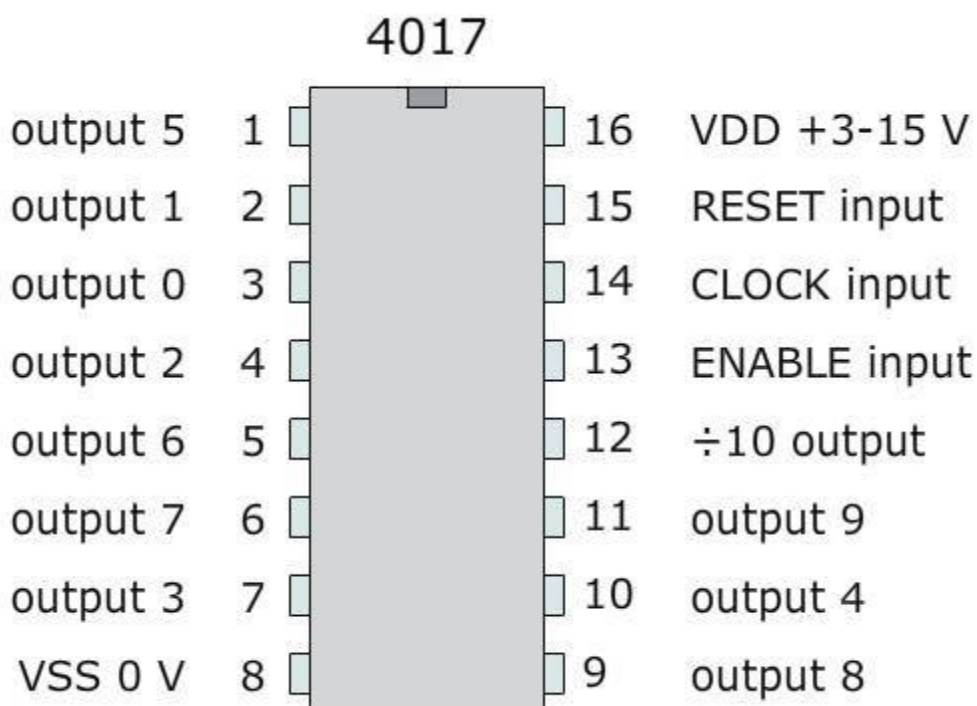 4017
output 5 1 16 VDD +3-15 V
output 1 2 15 RESET input
output 0 3 14 CLOCK input
output 2 4 13 ENABLE input
output 6 5 12 ÷10 output
output 7 6 11 output 9
output 3 7 10 output 4
VSS 0 V 8 9 output 8